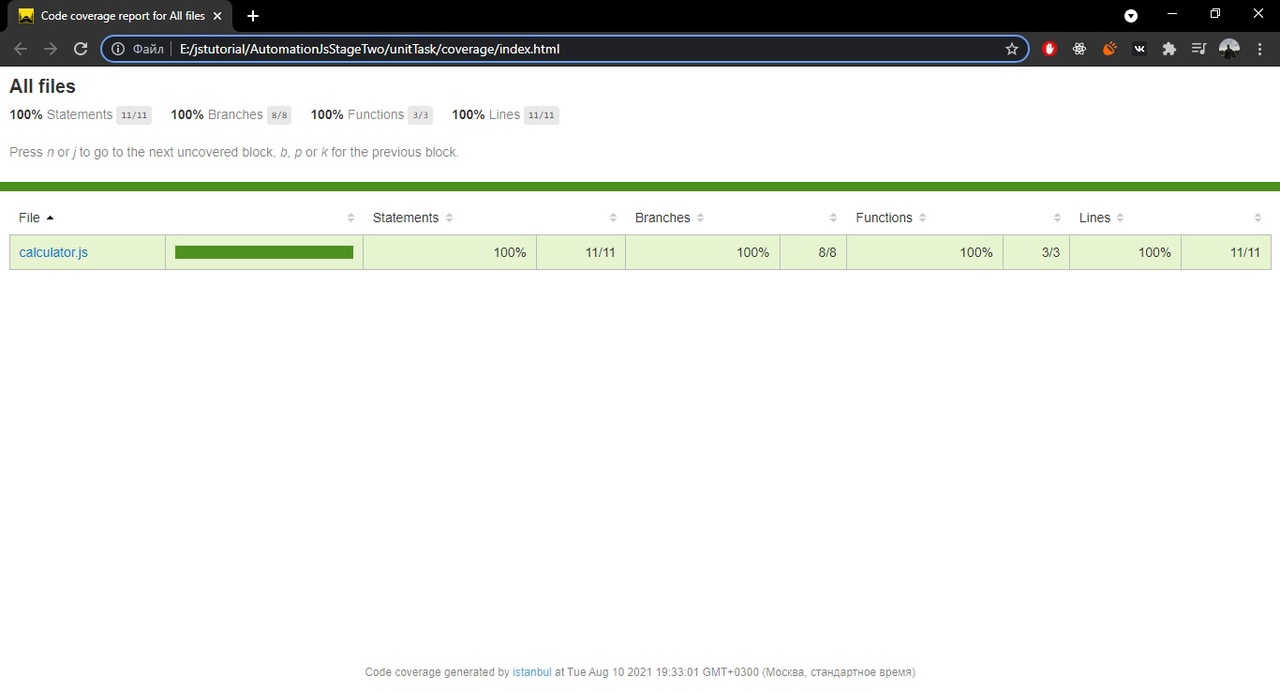 Code coverage report for All files
Файл E:/jstutorial/AutomationJsStageTwo/unitTask/coverage/index.html
All files
100% Statements 11/11 100% Branches 8/8 100% Functions 3/3 100% Lines 11/11
Press n or j to go to the next uncovered block, b, p or k for the previous block.
File Statements Branches Functions Lines
calculator.js 100% 11/11 100% 8/8 100% 3/3 100% 11/11
Code coverage generated by istanbul at Tue Aug 10 2021 19:33:01 GMT+0300 (Москва, стандартное время)